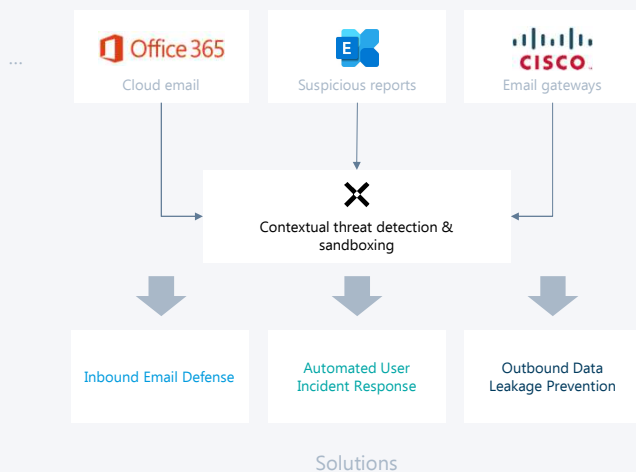 Office 365
E
CISCO
...
Cloud email
Suspicious reports
Email gateways
Contextual threat detection &
sandboxing
Inbound Email Defense
Automated User
Incident Response
Outbound Data
Leakage Prevention
Solutions